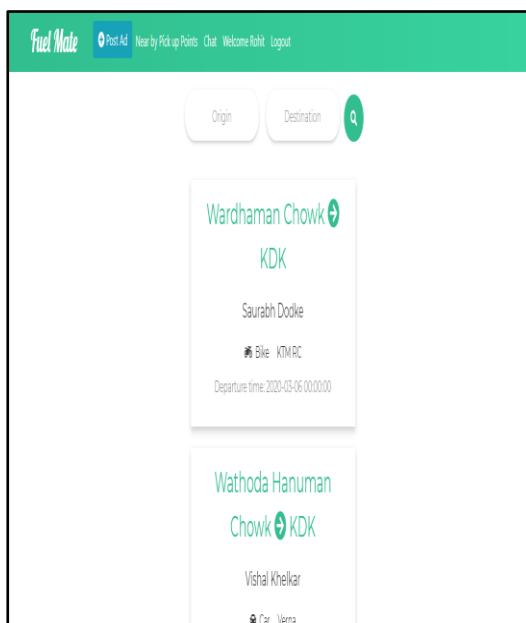 Fuel Mate Post Ad Near by Pick up Points Chat Welcome Rohit Logout
Origin Destination
Wardhaman Chowk
KDK
Saurabh Dodke
Bike KTM RC
Departure time: 2020-03-06 00:00:00
Wathoda Hanuman
Chowk KDK
Vishal Khelkar
Car Verna